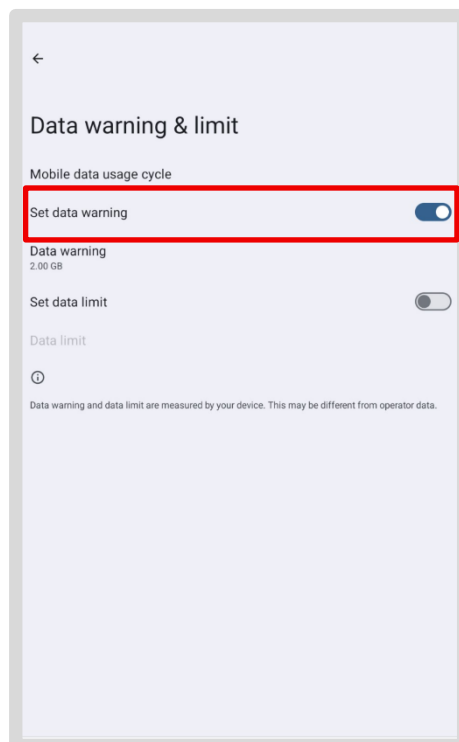 Data warning & limit
Mobile data usage cycle
Set data warning
Data warning
2.00 GB
Set data limit
Data limit
Data warning and data limit are measured by your device. This may be different from operator data.